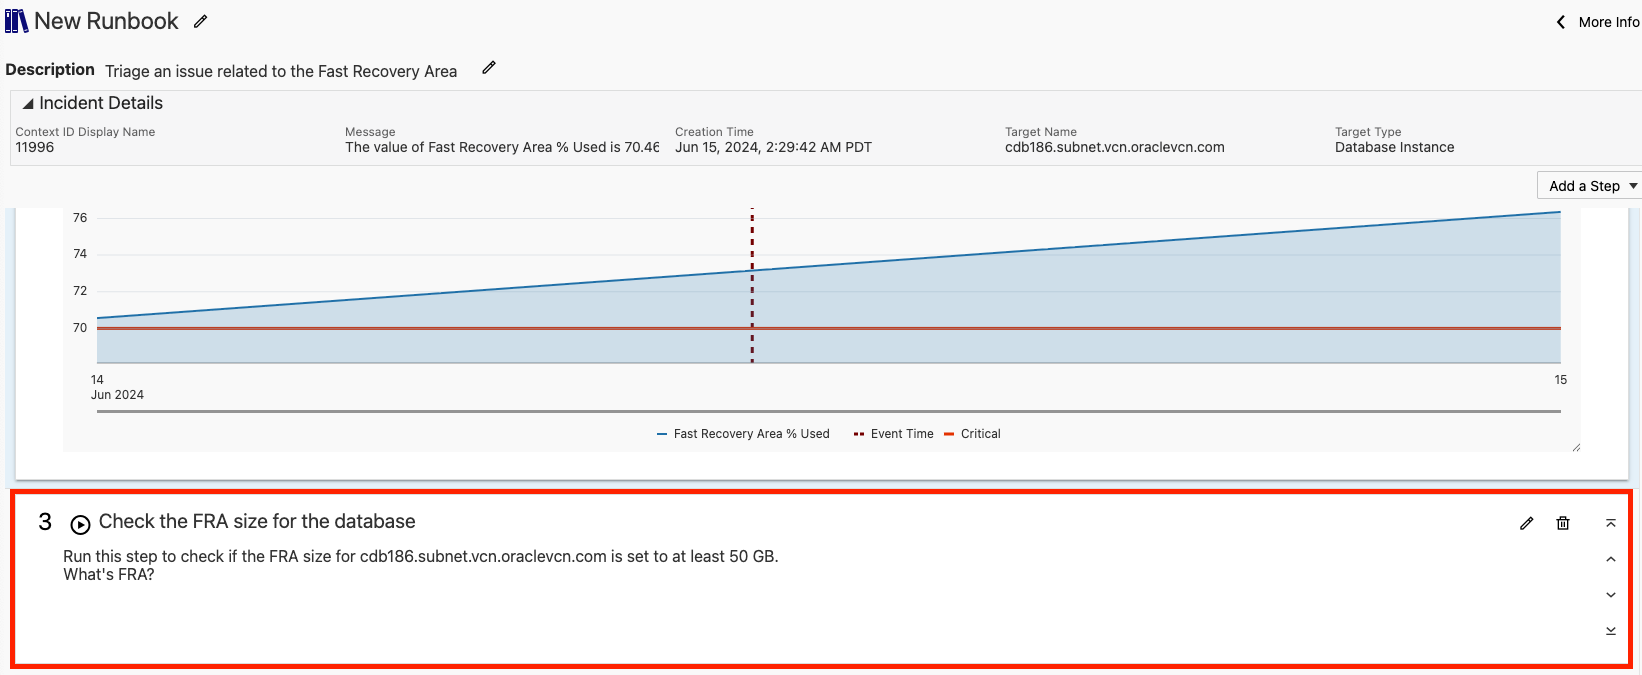 New Runbook
More Info
Description Triage an issue related to the Fast Recovery Area
Incident Details
Context ID Display Name Message Creation Time Target Name Target Type
11996 The value of Fast Recovery Area % Used is 70.46 Jun 15, 2024, 2:29:42 AM PDT cdb186.subnet.vcn.oraclevcn.com Database Instance
Add a Step
76
74
72
70
14 15
Jun 2024
Fast Recovery Area % Used Event Time Critical
3 Check the FRA size for the database
Run this step to check if the FRA size for cdb186.subnet.vcn.oraclevcn.com is set to at least 50 GB.
What's FRA?